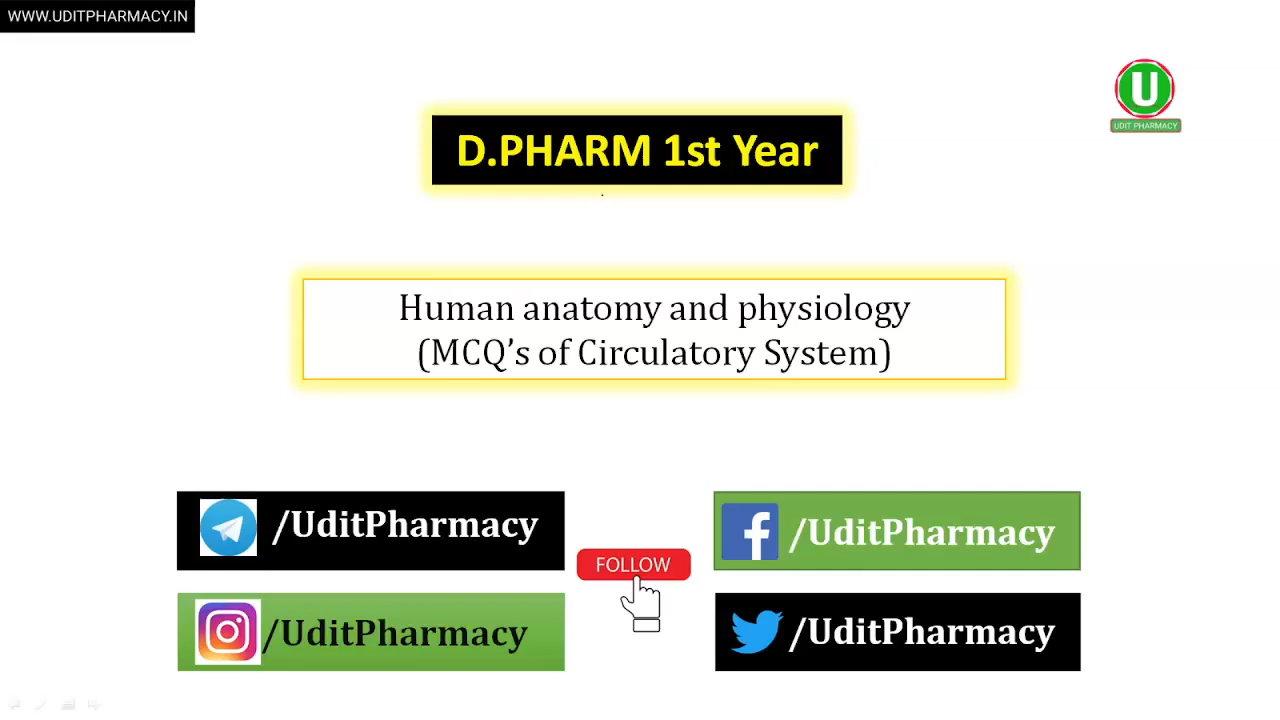 WWW.UDITPHARMACY.IN
U
UDIT PHARMACY
D.PHARM 1st Year
Human anatomy and physiology
(MCQ’s of Circulatory System)
/UditPharmacy
/UditPharmacy
FOLLOW
/UditPharmacy
/UditPharmacy